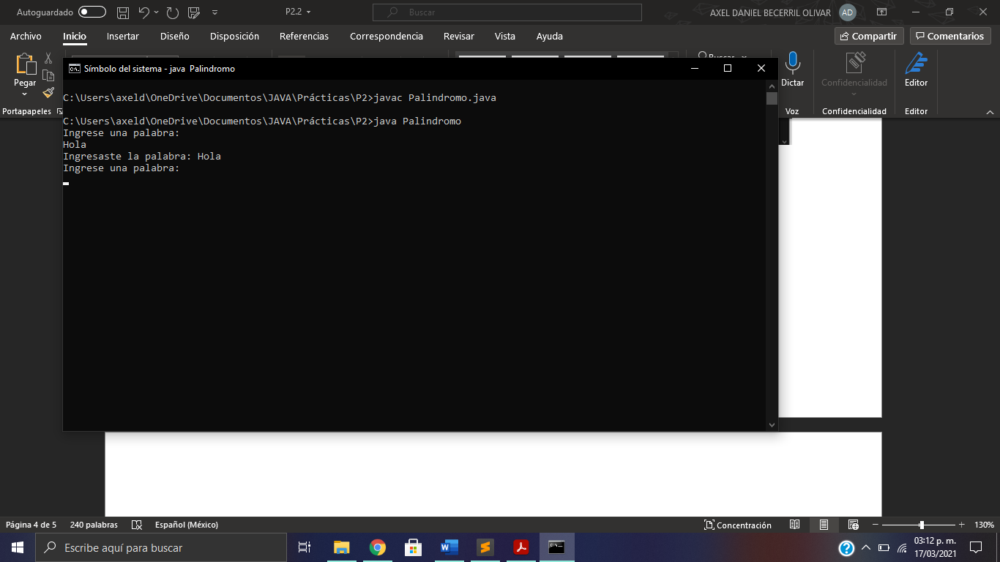 Autoguardado
P2.2
Buscar
AXEL DANIEL BECERRIL OLIVAR
AD
Archivo
Inicio
Insertar
Diseño
Disposición
Referencias
Correspondencia
Revisar
Vista
Ayuda
Compartir
Comentarios
Pegar
Portapapeles
Buscar
Dictar
Voz
Confidencialidad
Confidencialidad
Editor
Editor
Símbolo del sistema - java Palindromo
C:\Users\axeld\OneDrive\Documentos\JAVA\Prácticas\P2>javac Palindromo.java
C:\Users\axeld\OneDrive\Documentos\JAVA\Prácticas\P2>java Palindromo
Ingrese una palabra:
Hola
Ingresaste la palabra: Hola
Ingrese una palabra:
Página 4 de 5
240 palabras
Español (México)
Concentración
130%
Escribe aquí para buscar
03:12 p. m.
17/03/2021